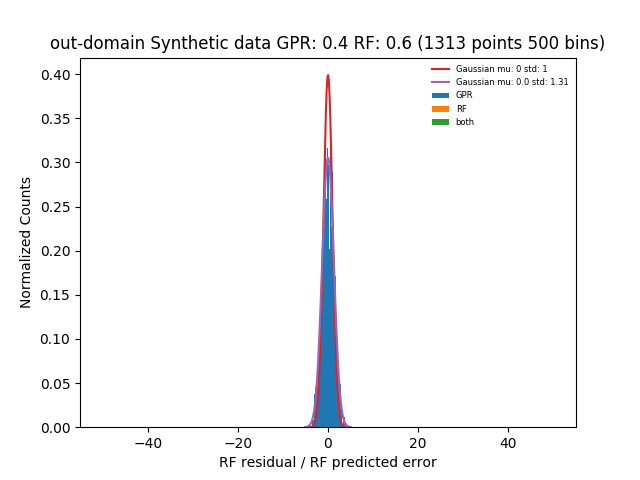 out-domain Synthetic data GPR: 0.4 RF: 0.6 (1313 points 500 bins)
Gaussian mu: 0 std: 1
Gaussian mu: 0.0 std: 1.31
GPR
RF
both
Normalized Counts
0.40
0.35
0.30
0.25
0.20
0.15
0.10
0.05
0.00
−40
−20
0
20
40
RF residual / RF predicted error